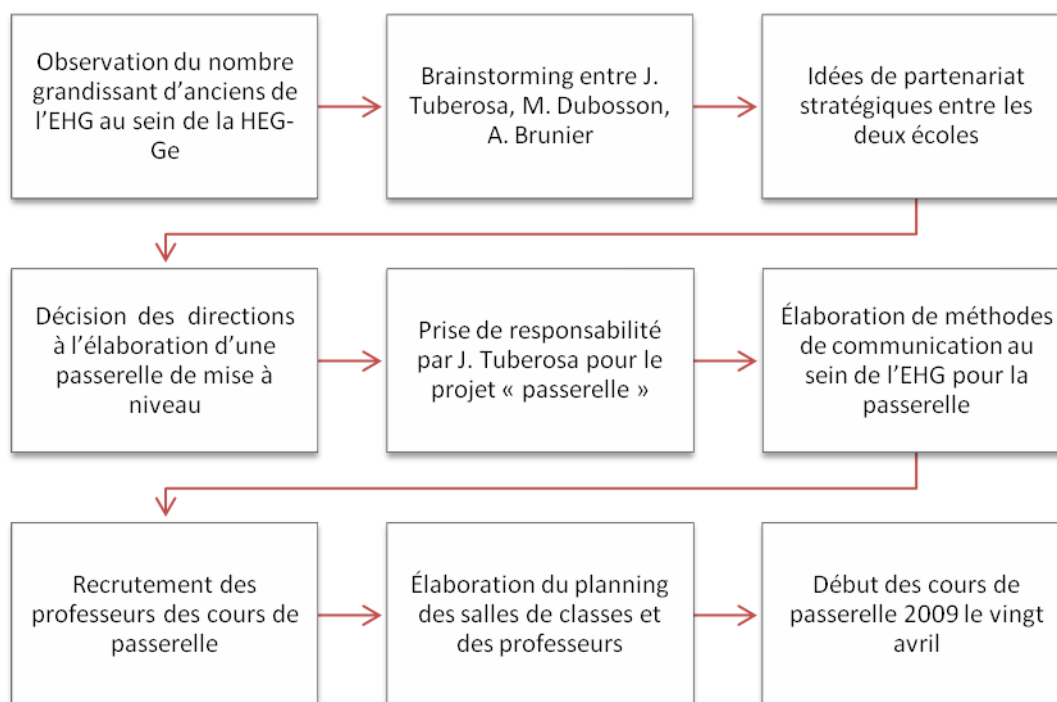 Observation du nombre
grandissant d'anciens de
l'EHG au sein de la HEG-
Ge
Brainstorming entre J.
Tuberosa, M. Dubosson,
A. Brunier
Idées de partenariat
stratégiques entre les
deux écoles
Décision des directions
à l'élaboration d'une
passerelle de mise à
niveau
Prise de responsabilité
par J. Tuberosa pour le
projet « passerelle »
Élaboration de méthodes
de communication au
sein de l'EHG pour la
passerelle
Recrutement des
professeurs des cours de
passerelle
Élaboration du planning
des salles de classes et
des professeurs
Début des cours de
passerelle 2009 le vingt
avril